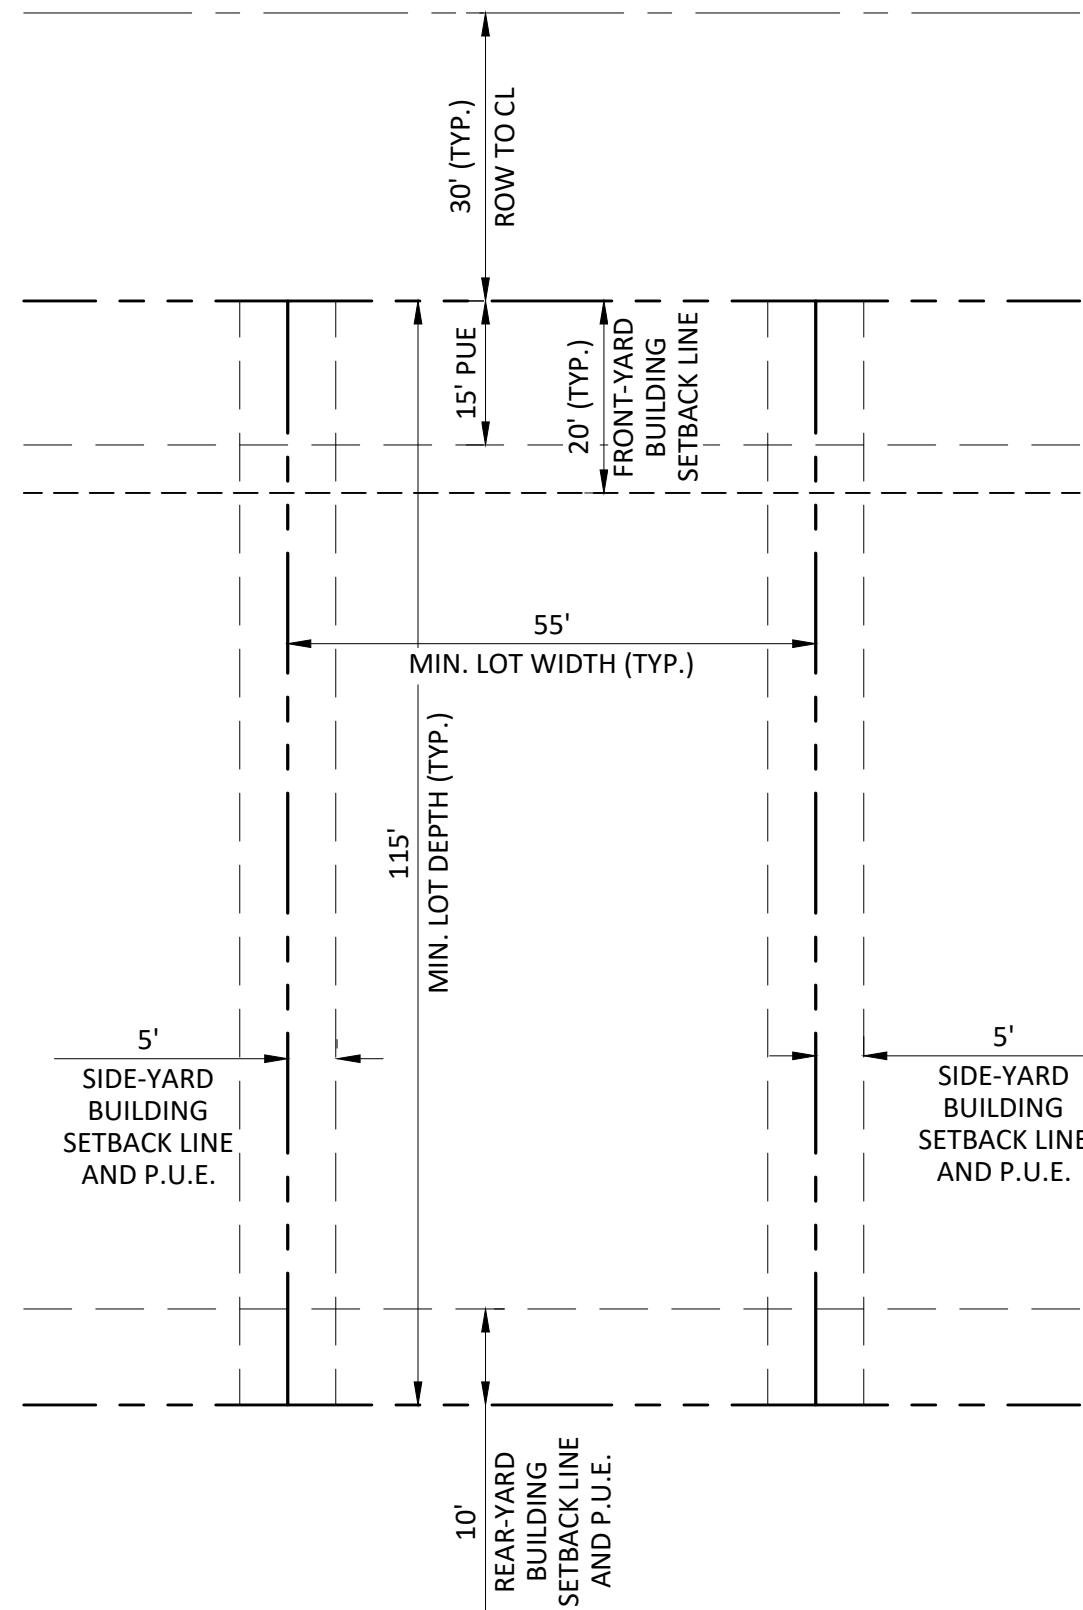 30' (TYP.)
ROW TO CL
15' PUE
20' (TYP.)
FRONT-YARD
BUILDING
SETBACK LINE
55'
MIN. LOT WIDTH (TYP.)
115'
MIN. LOT DEPTH (TYP.)
5'
SIDE-YARD
BUILDING
SETBACK LINE
AND P.U.E.
5'
SIDE-YARD
BUILDING
SETBACK LINE
AND P.U.E.
10'
REAR-YARD
BUILDING
SETBACK LINE
AND P.U.E.